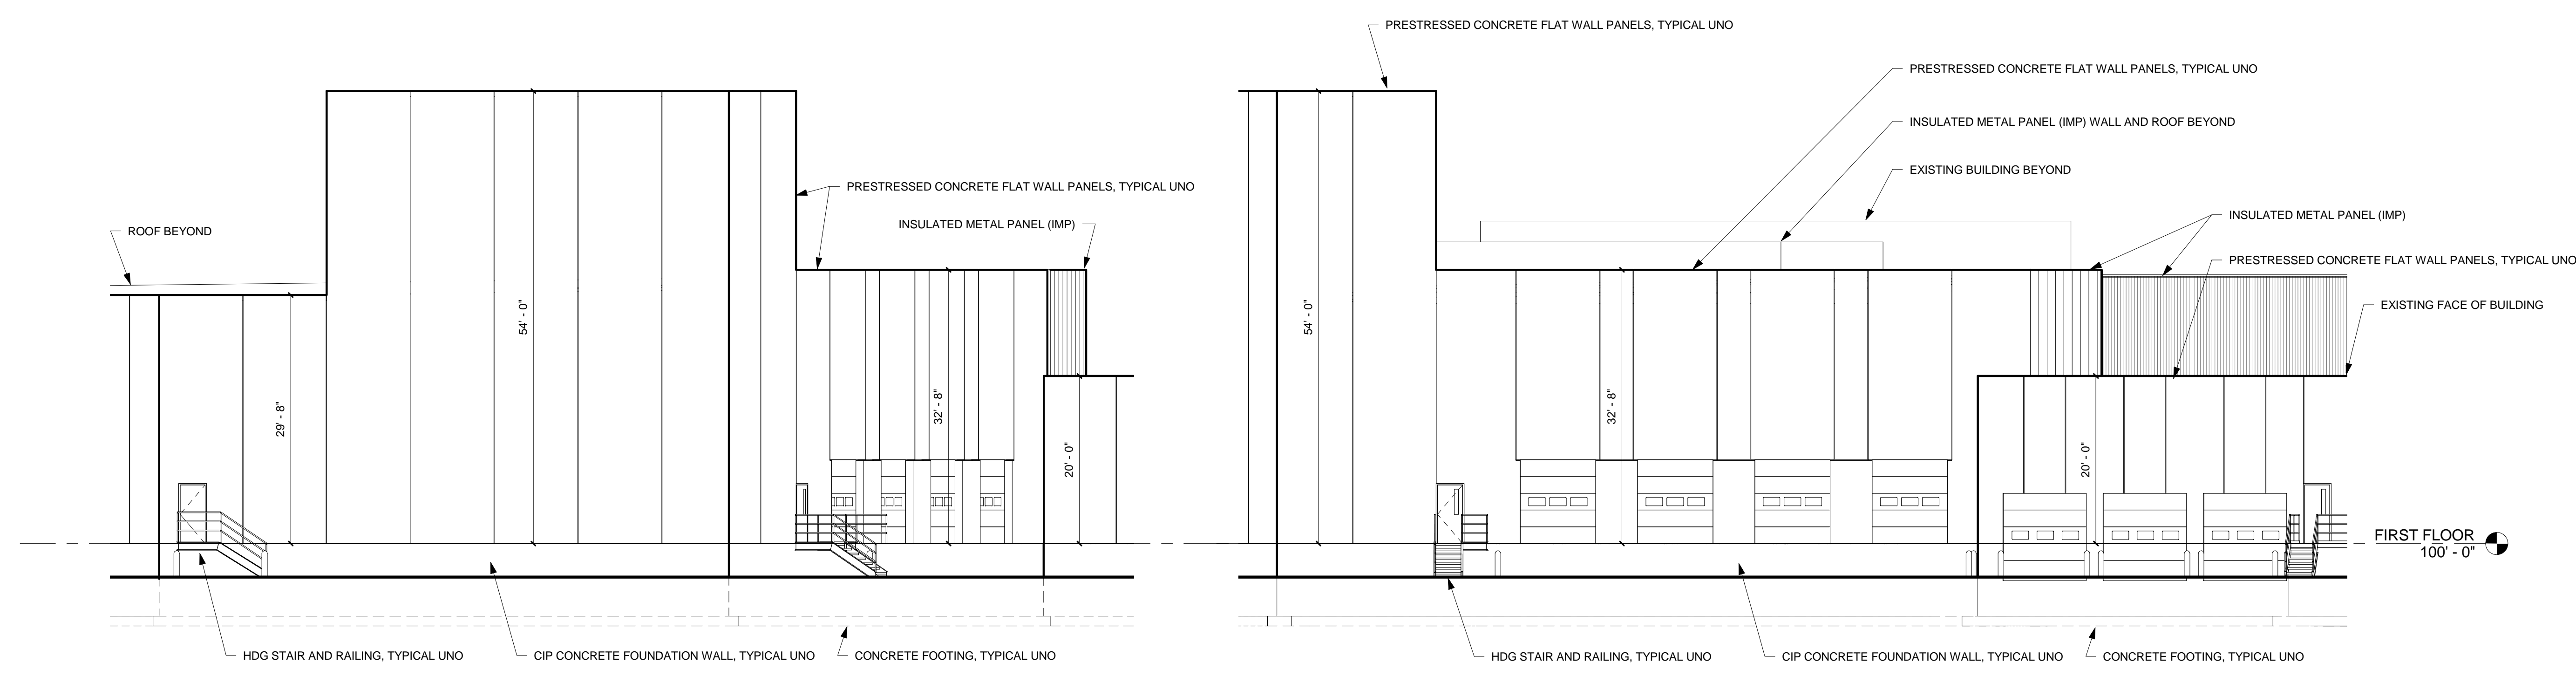 PRESTRESSED CONCRETE FLAT WALL PANELS, TYPICAL UNO
PRESTRESSED CONCRETE FLAT WALL PANELS, TYPICAL UNO
INSULATED METAL PANEL (IMP) WALL AND ROOF BEYOND
EXISTING BUILDING BEYOND
PRESTRESSED CONCRETE FLAT WALL PANELS, TYPICAL UNO
INSULATED METAL PANEL (IMP)
INSULATED METAL PANEL (IMP)
ROOF BEYOND
PRESTRESSED CONCRETE FLAT WALL PANELS, TYPICAL UNO
EXISTING FACE OF BUILDING
54' - 0"
54' - 0"
29' - 8"
32' - 8"
32' - 8"
20' - 0"
20' - 0"
FIRST FLOOR
100' - 0"
HDG STAIR AND RAILING, TYPICAL UNO
CIP CONCRETE FOUNDATION WALL, TYPICAL UNO
CONCRETE FOOTING, TYPICAL UNO
HDG STAIR AND RAILING, TYPICAL UNO
CIP CONCRETE FOUNDATION WALL, TYPICAL UNO
CONCRETE FOOTING, TYPICAL UNO